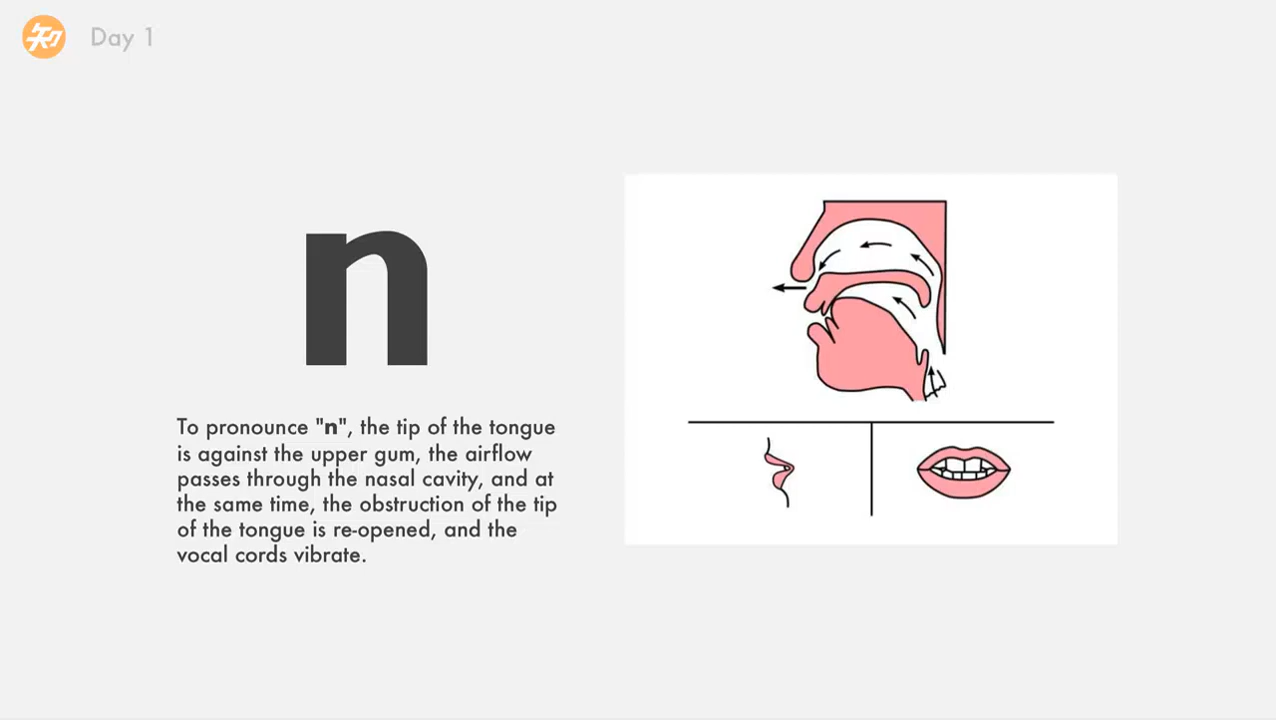 Day 1
n
To pronounce "n", the tip of the tongue
is against the upper gum, the airflow
passes through the nasal cavity, and at
the same time, the obstruction of the tip
of the tongue is re-opened, and the
vocal cords vibrate.